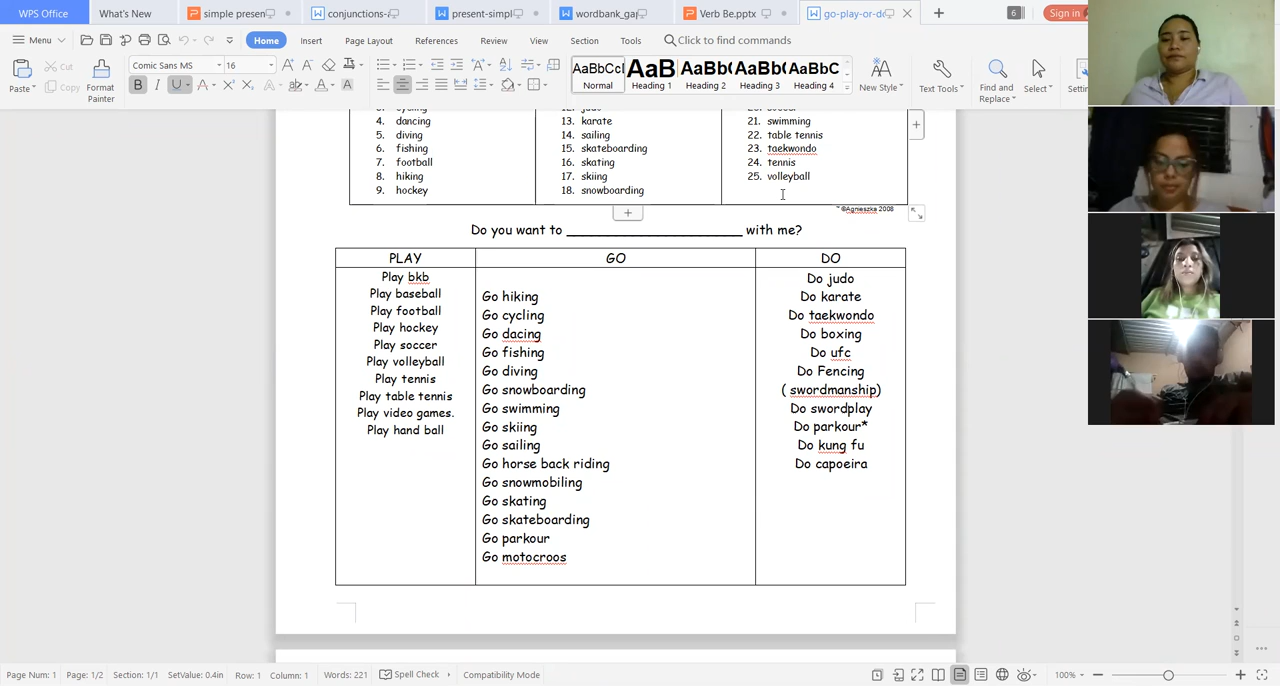 WPS Office What's New simple presen conjunctions- present-simpl wordbank_gap Verb Be.pptx go-play-or-do 6 Sign in
Menu Home Insert Page Layout References Review View Section Tools Click to find commands
Comic Sans MS 16
Paste Cut Copy Format Painter
AaBbCcI AaB AaBb( AaBb( AaBbC
Normal Heading 1 Heading 2 Heading 3 Heading 4
New Style Text Tools Find and Replace Select
4. dancing
5. diving
6. fishing
7. football
8. hiking
9. hockey
13. karate
14. sailing
15. skateboarding
16. skating
17. skiing
18. snowboarding
21. swimming
22. table tennis
23. taekwondo
24. tennis
25. volleyball
©Agnieszka 2008
Do you want to ______________________ with me?
PLAY
Play bkb
Play baseball
Play football
Play hockey
Play soccer
Play volleyball
Play tennis
Play table tennis
Play video games.
Play hand ball
GO
Go hiking
Go cycling
Go dacing
Go fishing
Go diving
Go snowboarding
Go swimming
Go skiing
Go sailing
Go horse back riding
Go snowmobiling
Go skating
Go skateboarding
Go parkour
Go motocroos
DO
Do judo
Do karate
Do taekwondo
Do boxing
Do ufc
Do Fencing
( swordmanship)
Do swordplay
Do parkour*
Do kung fu
Do capoeira
Page Num: 1 Page: 1/2 Section: 1/1 SetValue: 0.4in Row: 1 Column: 1 Words: 221 Spell Check Compatibility Mode 100%